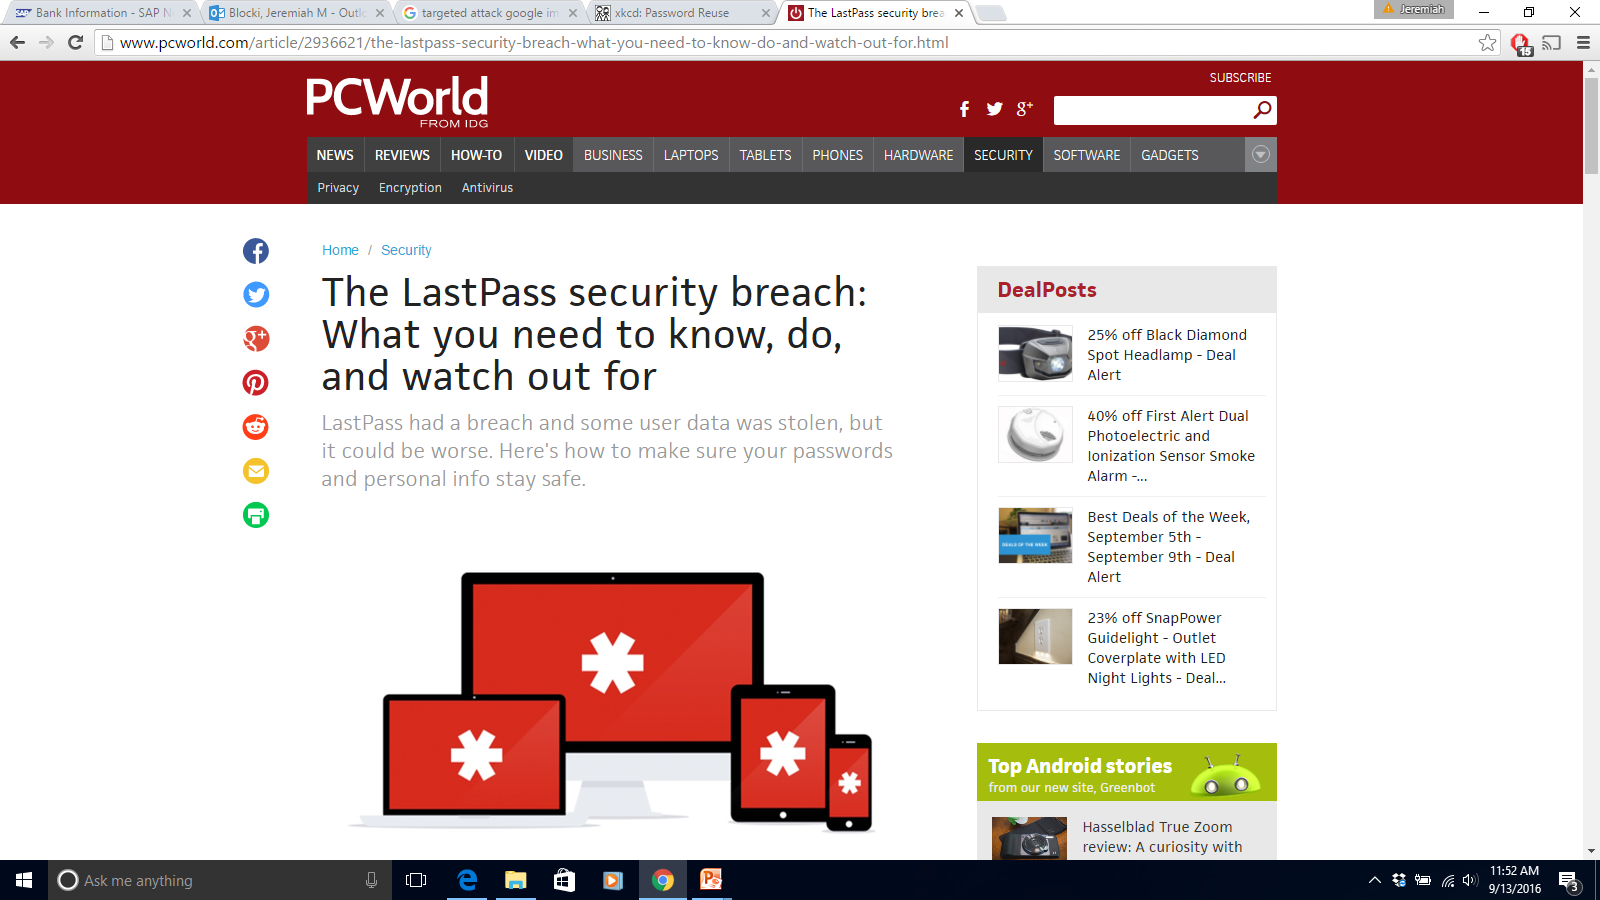 Bank Information - SAP N
Blocki, Jeremiah M - Outlo
targeted attack google im
xkcd: Password Reuse
The LastPass security brea
Jeremiah
www.pcworld.com/article/2936621/the-lastpass-security-breach-what-you-need-to-know-do-and-watch-out-for.html
15
SUBSCRIBE
PCWorld
FROM IDG
NEWS REVIEWS HOW-TO VIDEO BUSINESS LAPTOPS TABLETS PHONES HARDWARE SECURITY SOFTWARE GADGETS
Privacy Encryption Antivirus
Home / Security
The LastPass security breach:
What you need to know, do,
and watch out for
LastPass had a breach and some user data was stolen, but
it could be worse. Here's how to make sure your passwords
and personal info stay safe.
DealPosts
25% off Black Diamond
Spot Headlamp - Deal
Alert
40% off First Alert Dual
Photoelectric and
Ionization Sensor Smoke
Alarm -...
DEALS OF THE WEEK
Best Deals of the Week,
September 5th -
September 9th - Deal
Alert
23% off SnapPower
Guidelight - Outlet
Coverplate with LED
Night Lights - Deal...
Top Android stories
from our new site, Greenbot
Hasselblad True Zoom
review: A curiosity with
Ask me anything
11:52 AM
9/13/2016
3